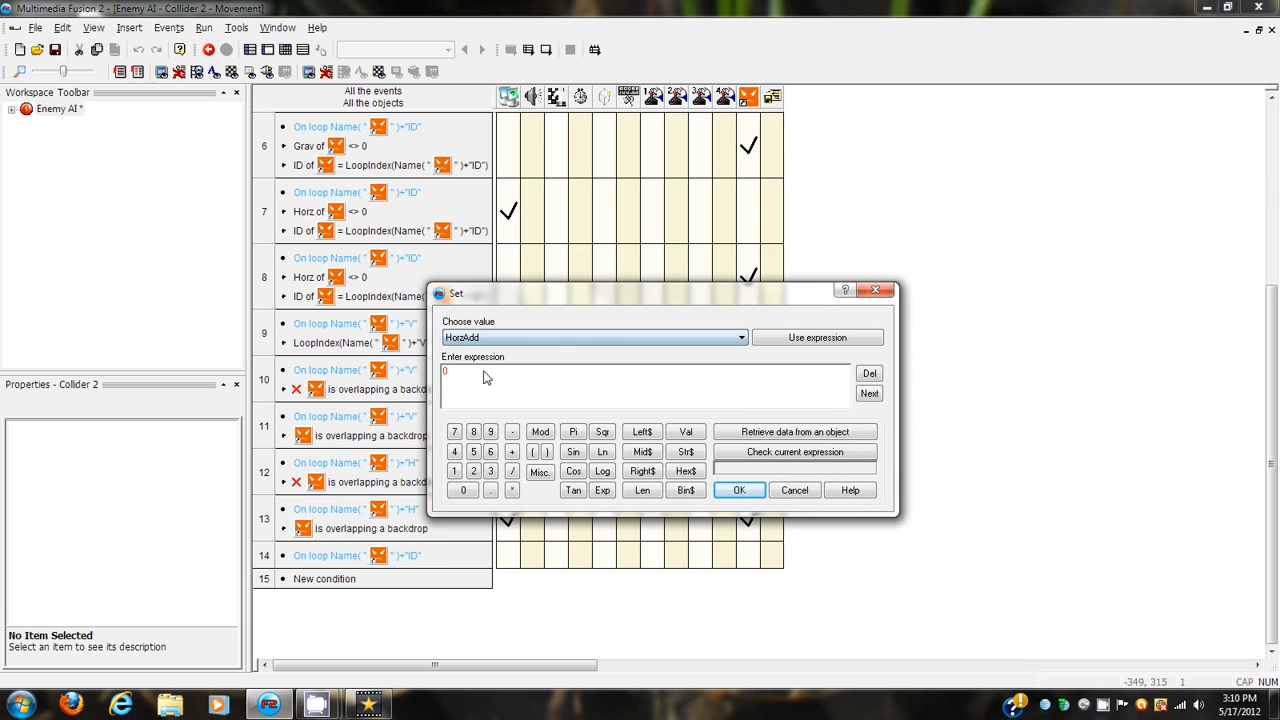 Multimedia Fusion 2 - [Enemy AI - Collider 2 - Movement]
File Edit View Insert Events Run Tools Window Help
Workspace Toolbar
Enemy AI *
Properties - Collider 2
No Item Selected
Select an item to see its description
All the events
All the objects
6
On loop Name( " " )+"ID"
Grav of <> 0
ID of = LoopIndex(Name( " " )+"ID")
7
On loop Name( " " )+"ID"
Horz of <> 0
ID of = LoopIndex(Name( " " )+"ID")
8
On loop Name( " " )+"ID"
Horz of <> 0
ID of = LoopIndex(Name( "
9
On loop Name( " " )+"V"
LoopIndex(Name( " " )+"V
10
On loop Name( " " )+"V"
is overlapping a backd
11
On loop Name( " " )+"V"
is overlapping a backdrop
12
On loop Name( " " )+"H"
is overlapping a backd
13
On loop Name( " " )+"H"
is overlapping a backdrop
14
On loop Name( " " )+"ID"
15
New condition
Set
Choose value
HorzAdd
Use expression
Enter expression
0
Del
Next
7 8 9 - Mod Pi Sqr Left$ Val Retrieve data from an object
4 5 6 + ( ) Sin Ln Mid$ Str$ Check current expression
1 2 3 / Misc. Cos Log Right$ Hex$
0 . * Tan Exp Len Bin$ OK Cancel Help
-349, 315 1 CAP NUM
3:10 PM
5/17/2012